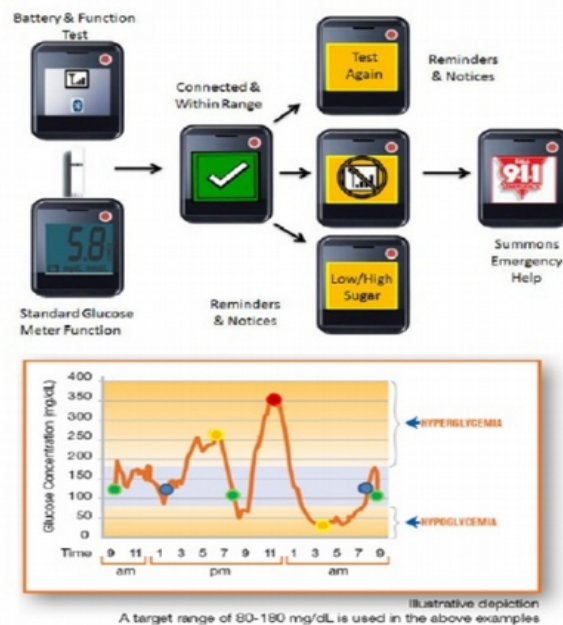 Battery & Function
Test
Connected &
Within Range
Test
Again
Reminders
& Notices
5.8
Standard Glucose
Meter Function
Reminders
& Notices
Low/High
Sugar
911
Summons
Emergency
Help
Glucose Concentration (mg/dL)
400
350
300
250
200
150
100
50
0
HYPERGLYCEMIA
HYPOGLYCEMIA
Time 9 11 1 3 5 7 9 11 1 3 5 7 9
am pm am
Illustrative depiction
A target range of 80-180 mg/dL is used in the above examples